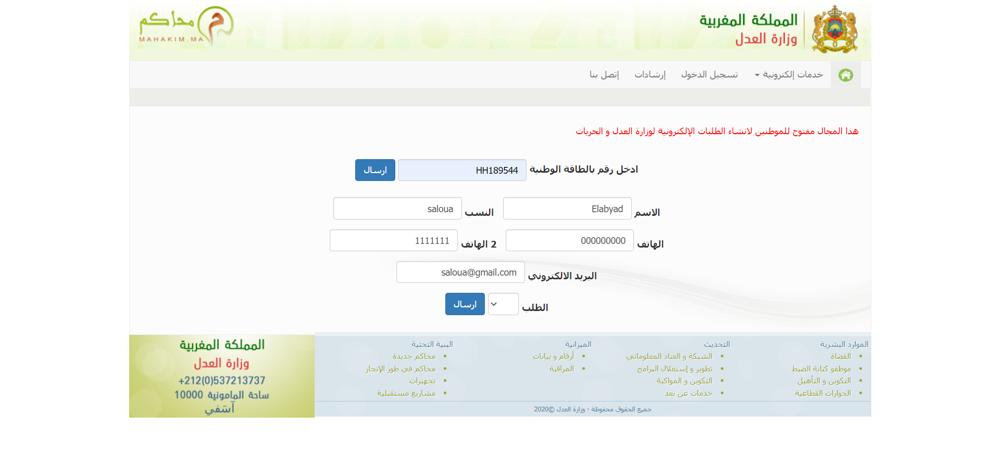 المملكة المغربية
وزارة العدل
محاكم
MAHAKIM.MA
خدمات إلكترونية
تسجيل الدخول
إرشادات
إتصل بنا
هذا المجال مفتوح للموطنين لانشاء الطلبات الإلكترونية لوزارة العدل و الحريات
ادخل رقم بالطاقة الوطنية HH189544 ارسال
الاسم Elabyad النسب saloua
الهاتف 000000000 الهاتف 2 1111111
البريد الالكتروني saloua@gmail.com
الطلب ارسال
الموارد البشرية
القضاة
موظفو كتابة الضبط
التكوين و التأهيل
الحوارات القطاعية
التحديث
الشبكة و العتاد المعلوماتي
تطوير و إستغلال البرامج
التكوين و المواكبة
خدمات عن بعد
الميزانية
أرقام و بيانات
المراقبة
البنية التحتية
محاكم جديدة
محاكم في طور الإنجاز
تجهيزات
مشاريع مستقبلية
جميع الحقوق محفوظة - وزارة العدل ©2020
المملكة المغربية
وزارة العدل
+212(0)537213737
ساحة المامونية 10000
آسَفي